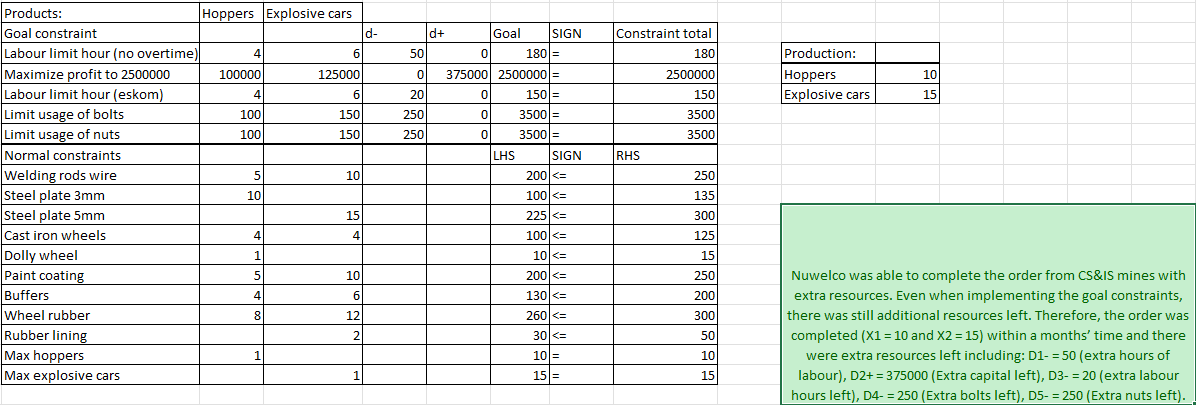 Products: Hoppers Explosive cars
Goal constraint d- d+ Goal SIGN Constraint total
Labour limit hour (no overtime) 4 6 50 0 180 = 180
Production:
Maximize profit to 2500000 100000 125000 0 375000 2500000 = 2500000
Hoppers 10
Labour limit hour (eskom) 4 6 20 0 150 = 150
Explosive cars 15
Limit usage of bolts 100 150 250 0 3500 = 3500
Limit usage of nuts 100 150 250 0 3500 = 3500
Normal constraints LHS SIGN RHS
Welding rods wire 5 10 200 <= 250
Steel plate 3mm 10 100 <= 135
Steel plate 5mm 15 225 <= 300
Cast iron wheels 4 4 100 <= 125
Dolly wheel 1 10 <= 15
Paint coating 5 10 200 <= 250
Buffers 4 6 130 <= 200
Wheel rubber 8 12 260 <= 300
Rubber lining 2 30 <= 50
Max hoppers 1 10 = 10
Max explosive cars 1 15 = 15
Nuwelco was able to complete the order from CS&IS mines with
extra resources. Even when implementing the goal constraints,
there was still additional resources left. Therefore, the order was
completed (X1 = 10 and X2 = 15) within a months' time and there
were extra resources left including: D1- = 50 (extra hours of
labour), D2+ = 375000 (Extra capital left), D3- = 20 (extra labour
hours left), D4- = 250 (Extra bolts left), D5- = 250 (Extra nuts left).